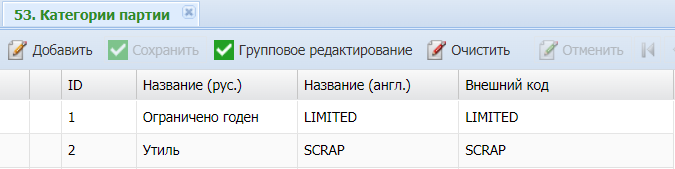 53. Категории партии
Добавить Сохранить Групповое редактирование Очистить Отменить
ID Название (рус.) Название (англ.) Внешний код
1 Ограничено годен LIMITED LIMITED
2 Утиль SCRAP SCRAP